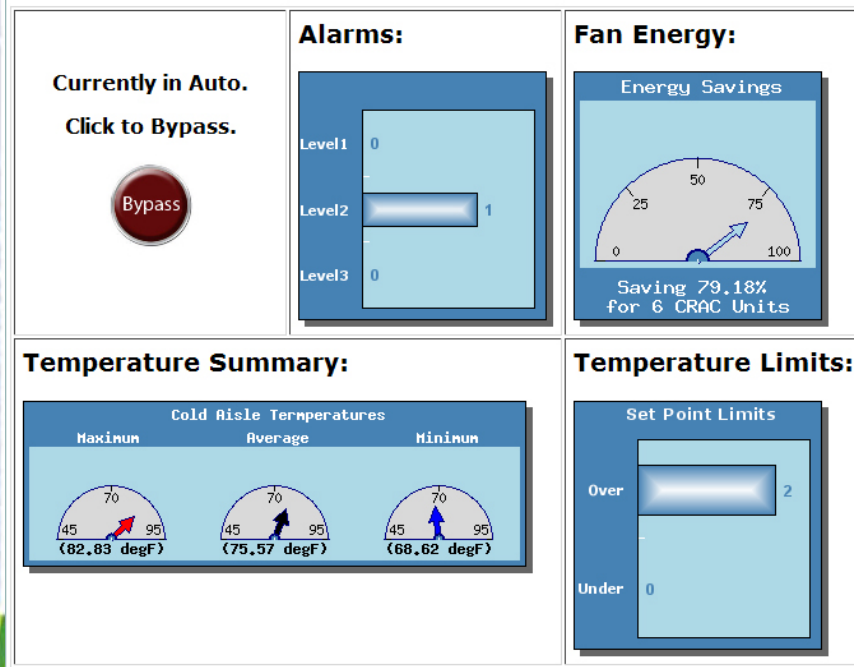 Currently in Auto.
Click to Bypass.
Bypass
Alarms:
Level1 0
Level2 1
Level3 0
Fan Energy:
Energy Savings
0 25 50 75 100
Saving 79.18%
for 6 CRAC Units
Temperature Summary:
Cold Aisle Termperatures
Maximum Average Minimum
45 70 95 45 70 95 45 70 95
(82.83 degF) (75.57 degF) (68.62 degF)
Temperature Limits:
Set Point Limits
Over 2
Under 0